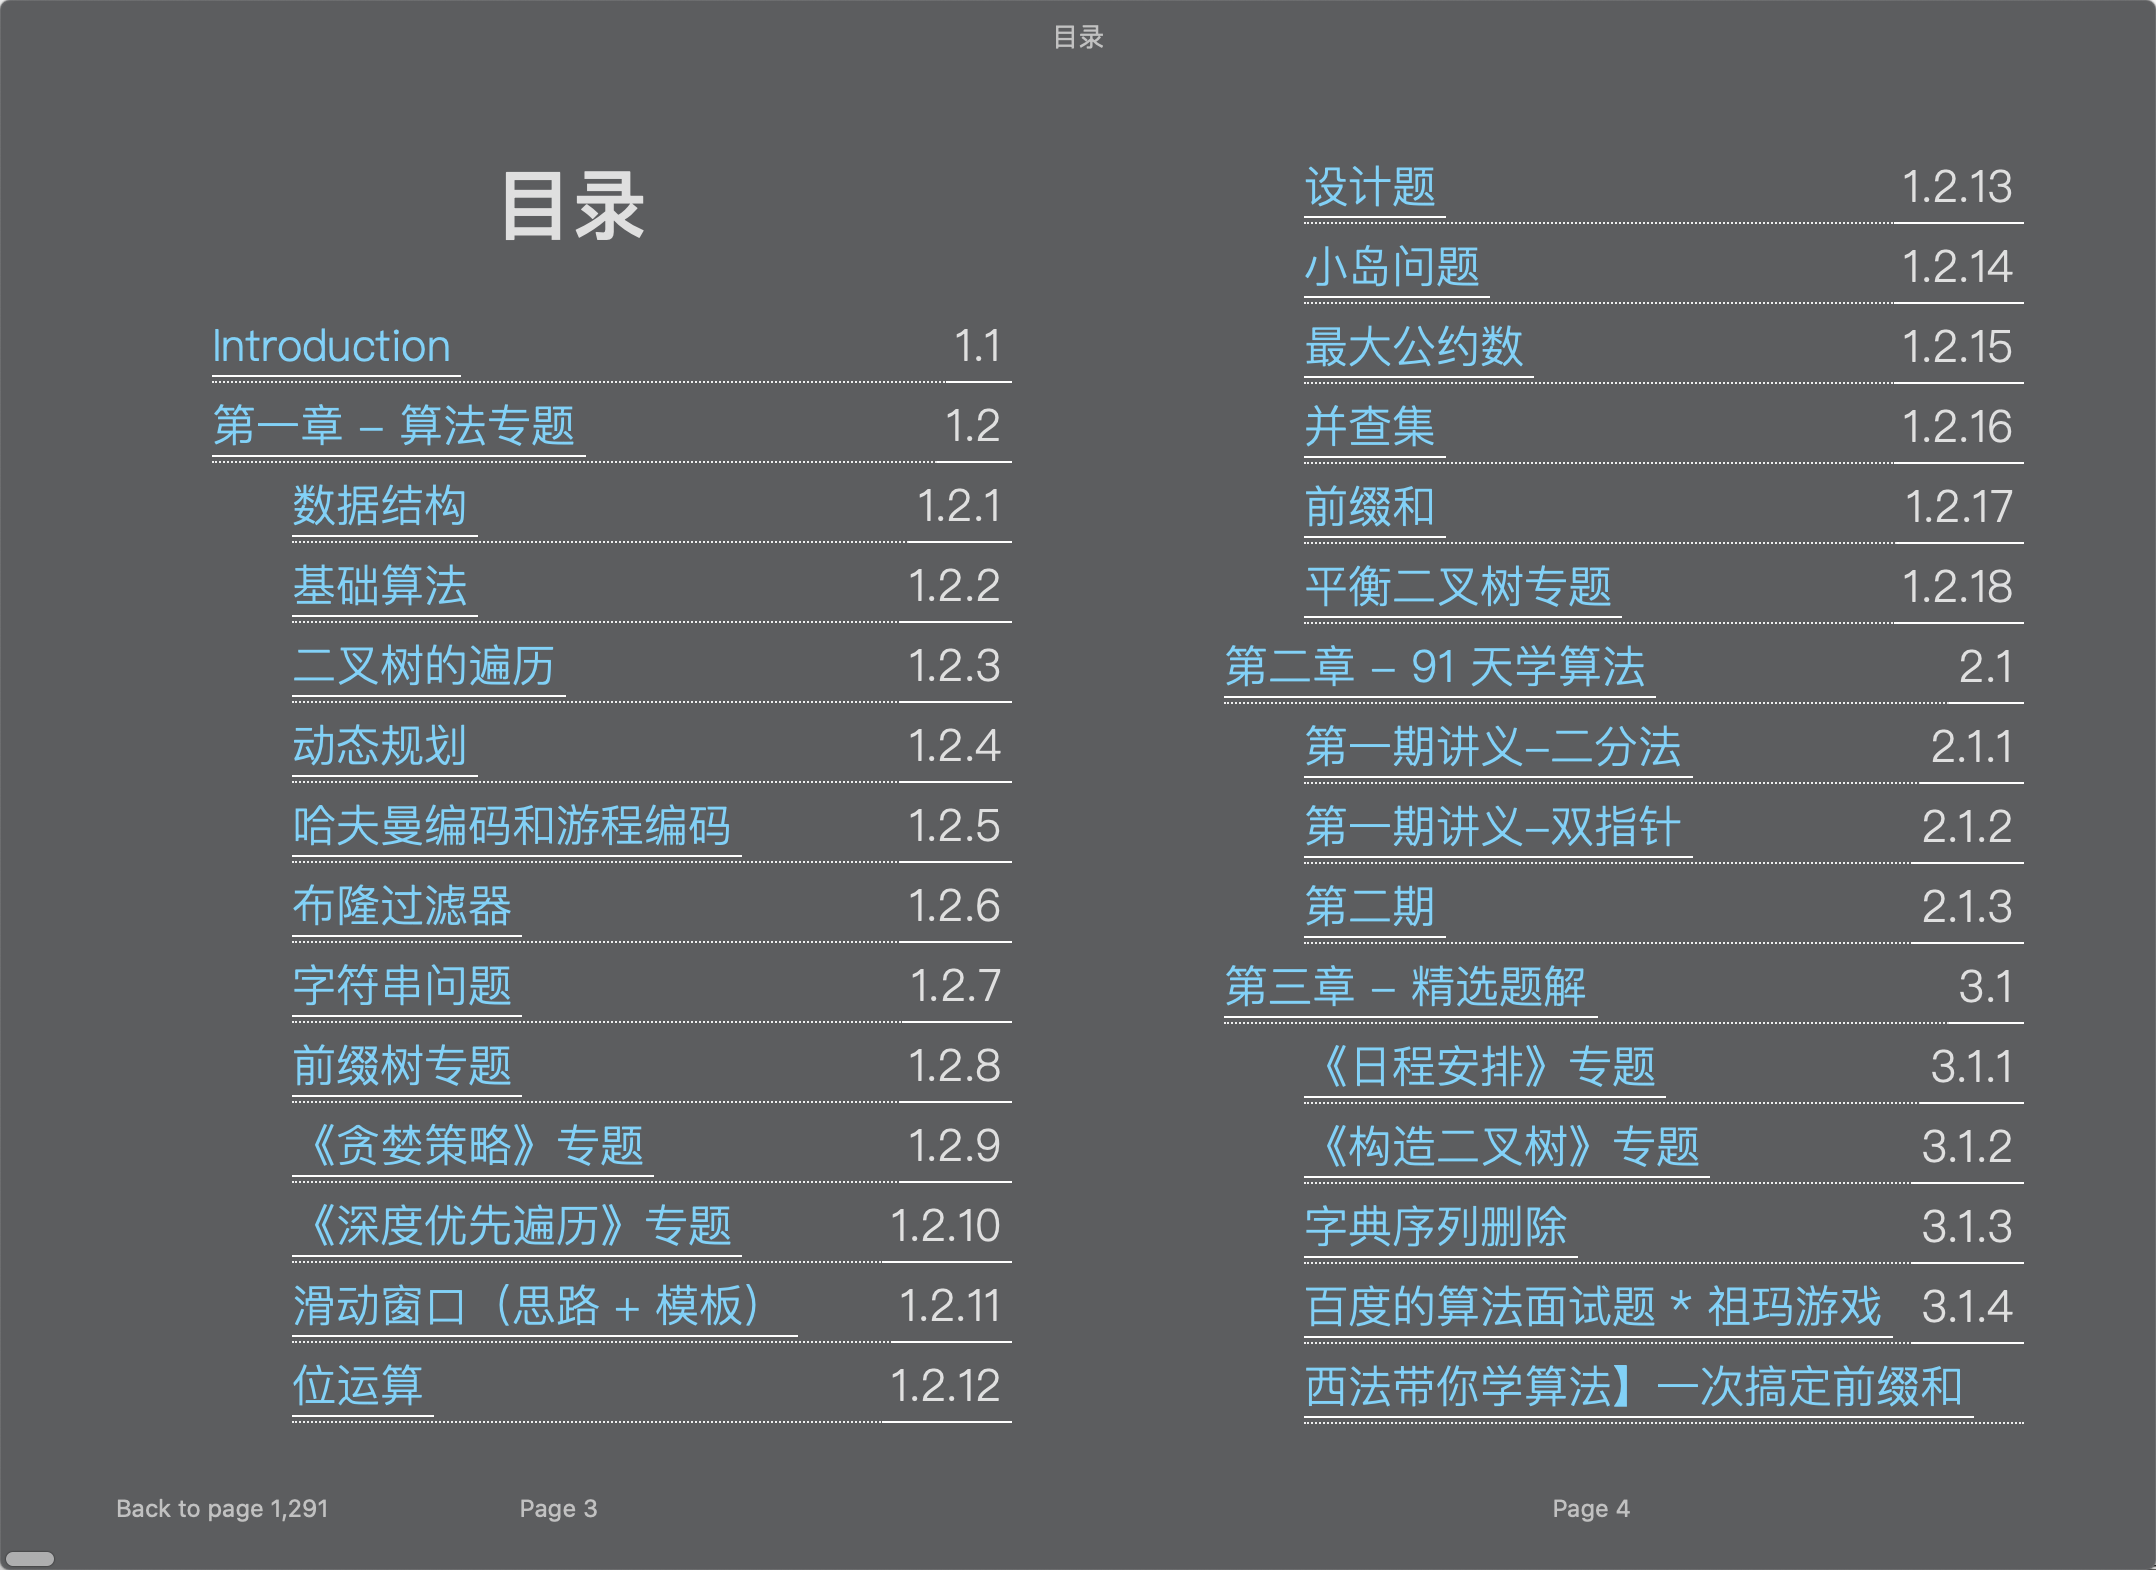 目录
目录
Introduction 1.1
第一章 - 算法专题 1.2
数据结构 1.2.1
基础算法 1.2.2
二叉树的遍历 1.2.3
动态规划 1.2.4
哈夫曼编码和游程编码 1.2.5
布隆过滤器 1.2.6
字符串问题 1.2.7
前缀树专题 1.2.8
《贪婪策略》专题 1.2.9
《深度优先遍历》专题 1.2.10
滑动窗口（思路 + 模板） 1.2.11
位运算 1.2.12
设计题 1.2.13
小岛问题 1.2.14
最大公约数 1.2.15
并查集 1.2.16
前缀和 1.2.17
平衡二叉树专题 1.2.18
第二章 - 91 天学算法 2.1
第一期讲义-二分法 2.1.1
第一期讲义-双指针 2.1.2
第二期 2.1.3
第三章 - 精选题解 3.1
《日程安排》专题 3.1.1
《构造二叉树》专题 3.1.2
字典序列删除 3.1.3
百度的算法面试题 * 祖玛游戏 3.1.4
西法带你学算法】一次搞定前缀和
Back to page 1,291
Page 3
Page 4